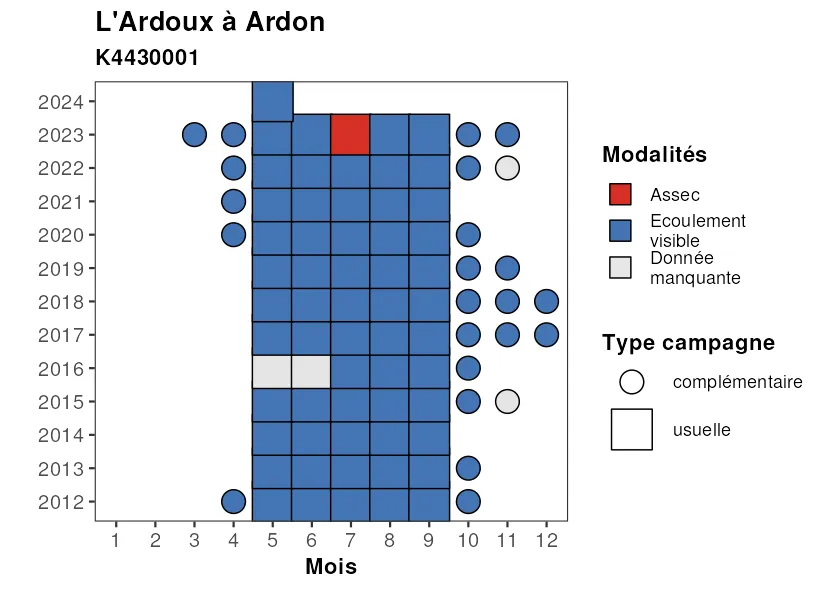 L'Ardoux à Ardon
K4430001
2024
2023
2022
2021
2020
2019
2018
2017
2016
2015
2014
2013
2012
1 2 3 4 5 6 7 8 9 10 11 12
Mois
Modalités
Assec
Ecoulement
visible
Donnée
manquante
Type campagne
complémentaire
usuelle